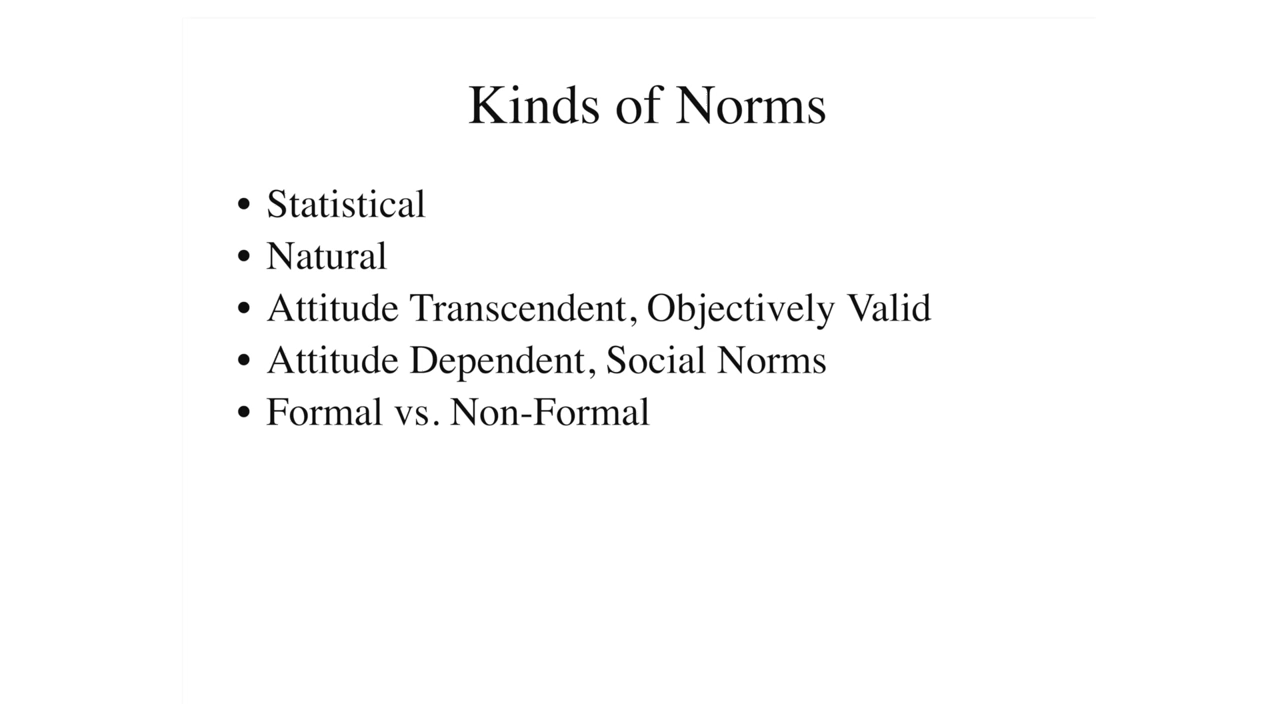 Kinds of Norms
• Statistical
• Natural
• Attitude Transcendent, Objectively Valid
• Attitude Dependent, Social Norms
• Formal vs. Non-Formal